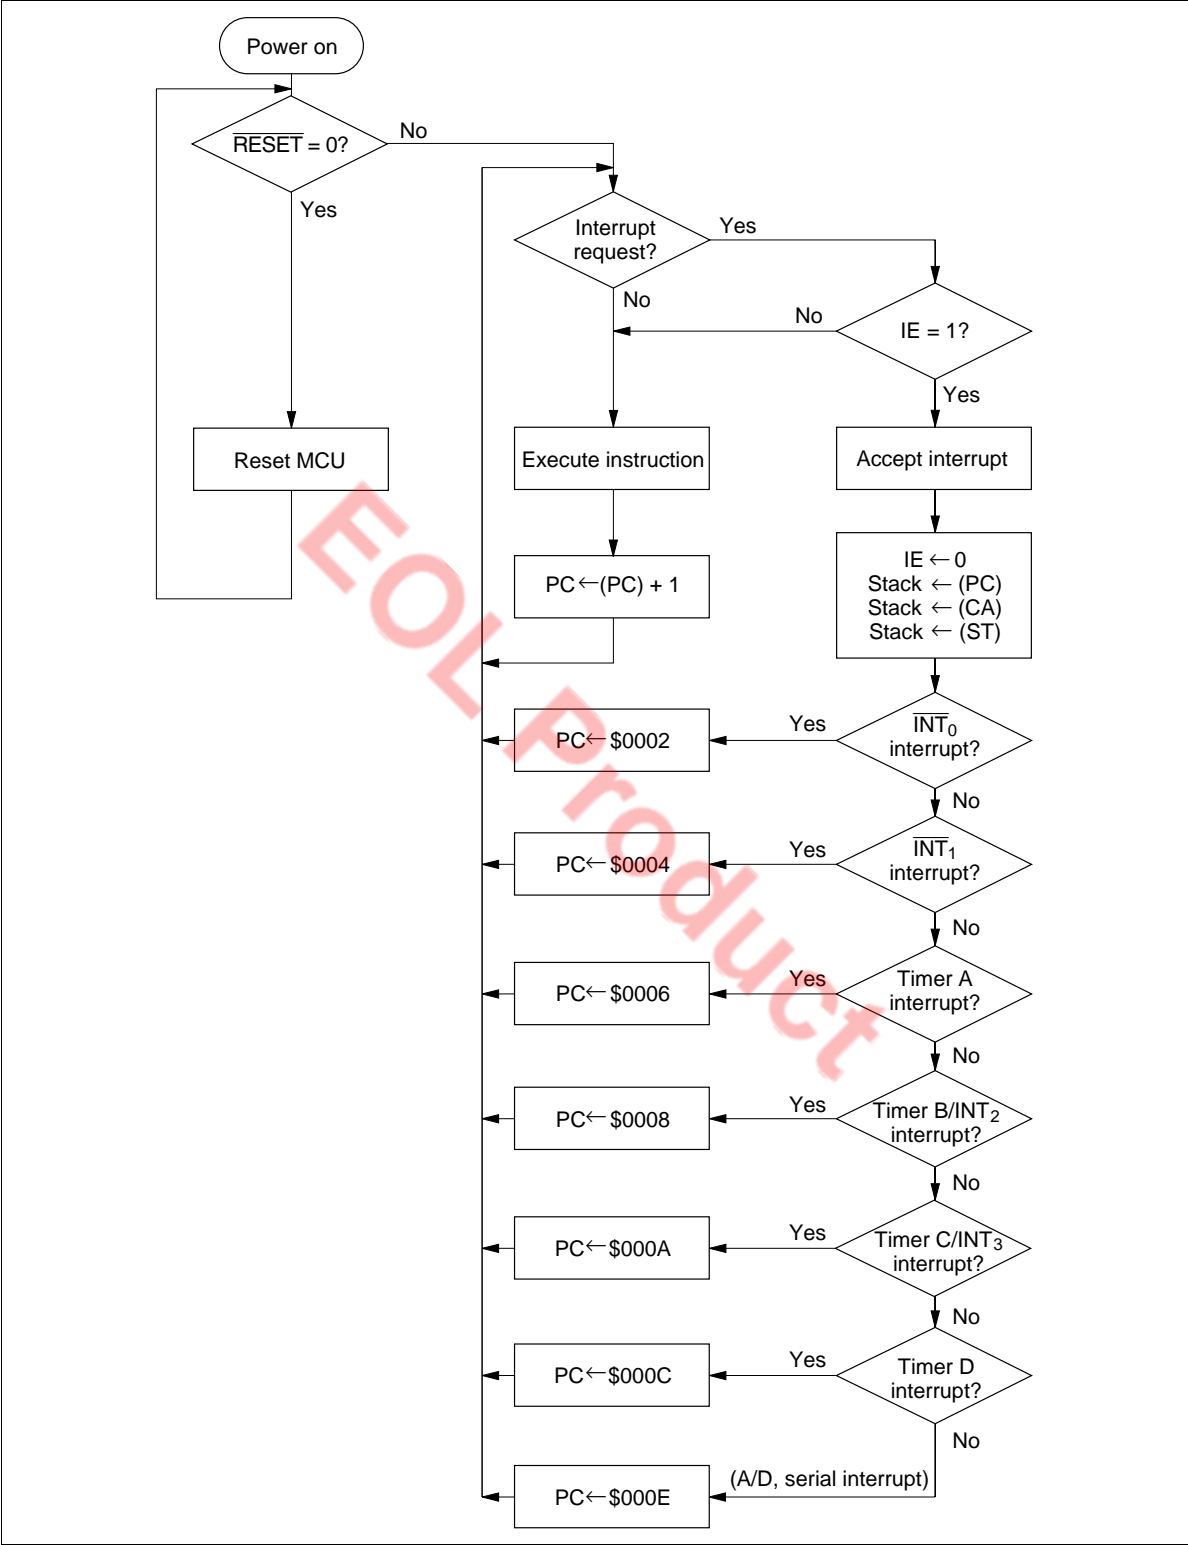 Power on
RESET = 0?
No
Yes
Interrupt
request?
Yes
No
IE = 1?
No
Yes
Reset MCU
Execute instruction
Accept interrupt
PC←(PC) + 1
IE ← 0
Stack ← (PC)
Stack ← (CA)
Stack ← (ST)
PC←$0002
Yes
INT0
interrupt?
No
PC←$0004
Yes
INT1
interrupt?
No
PC←$0006
Yes
Timer A
interrupt?
No
PC←$0008
Yes
Timer B/INT2
interrupt?
No
PC←$000A
Yes
Timer C/INT3
interrupt?
No
PC←$000C
Yes
Timer D
interrupt?
No
PC←$000E
(A/D, serial interrupt)
EOL Product